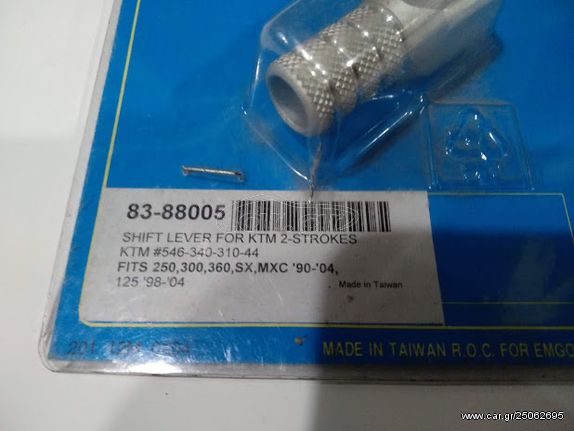 83-88005
SHIFT LEVER FOR KTM 2-STROKES
KTM #546-340-310-44
FITS 250,300,360,SX,MXC '90-'04,
125 '98-'04
Made in Taiwan
MADE IN TAIWAN R.O.C. FOR EMGO
www.car.gr/25062695